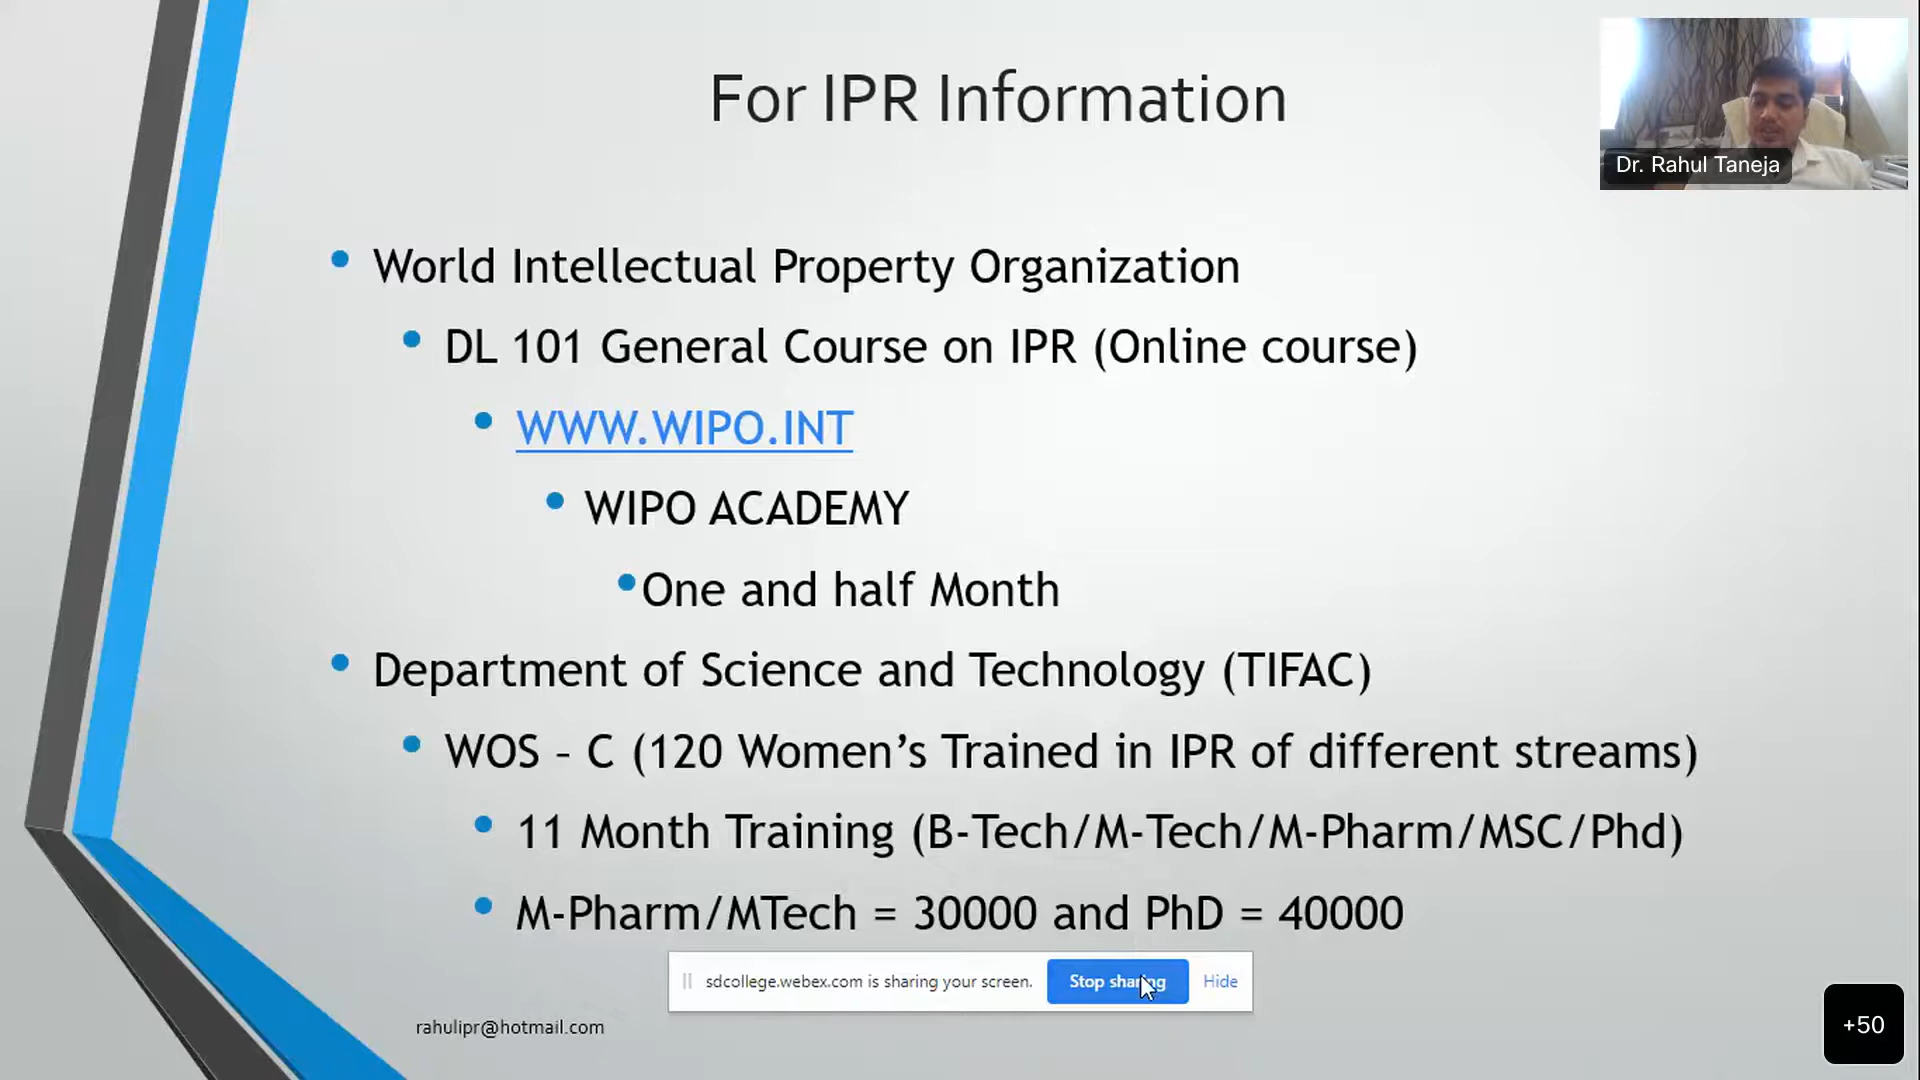 For IPR Information
Dr. Rahul Taneja
• World Intellectual Property Organization
• DL 101 General Course on IPR (Online course)
• WWW.WIPO.INT
• WIPO ACADEMY
• One and half Month
• Department of Science and Technology (TIFAC)
• WOS – C (120 Women’s Trained in IPR of different streams)
• 11 Month Training (B-Tech/M-Tech/M-Pharm/MSC/Phd)
• M-Pharm/MTech = 30000 and PhD = 40000
sdcollege.webex.com is sharing your screen. Stop sharing Hide
rahulipr@hotmail.com
+50